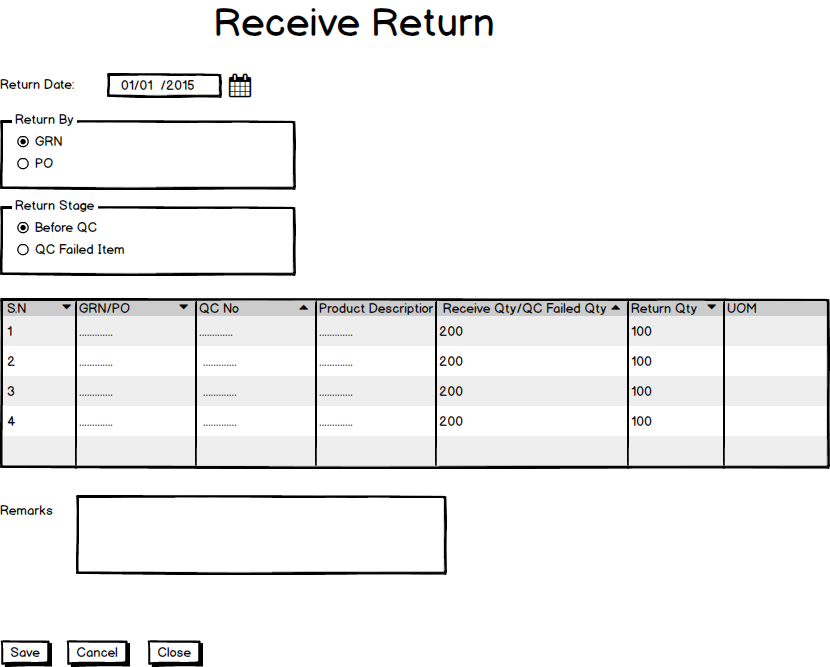 Receive Return
Return Date: 01/01 /2015
Return By
GRN
PO
Return Stage
Before QC
QC Failed Item
S.N GRN/PO QC No Product Description Receive Qty/QC Failed Qty Return Qty UOM
1 ............. ............. ............. 200 100
2 ............. ............. ............. 200 100
3 ............. ............. ............. 200 100
4 ............. ............. ............. 200 100
Remarks
Save Cancel Close